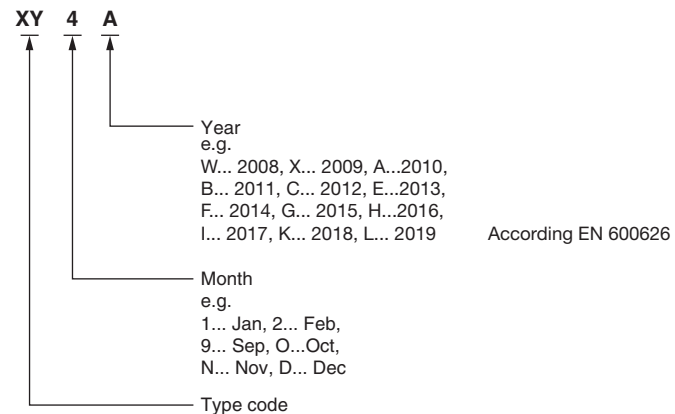 XY 4 A
Year
e.g.
W... 2008, X... 2009, A...2010,
B... 2011, C... 2012, E...2013,
F... 2014, G... 2015, H...2016,
I... 2017, K... 2018, L... 2019 According EN 600626
Month
e.g.
1... Jan, 2... Feb,
9... Sep, O...Oct,
N... Nov, D... Dec
Type code